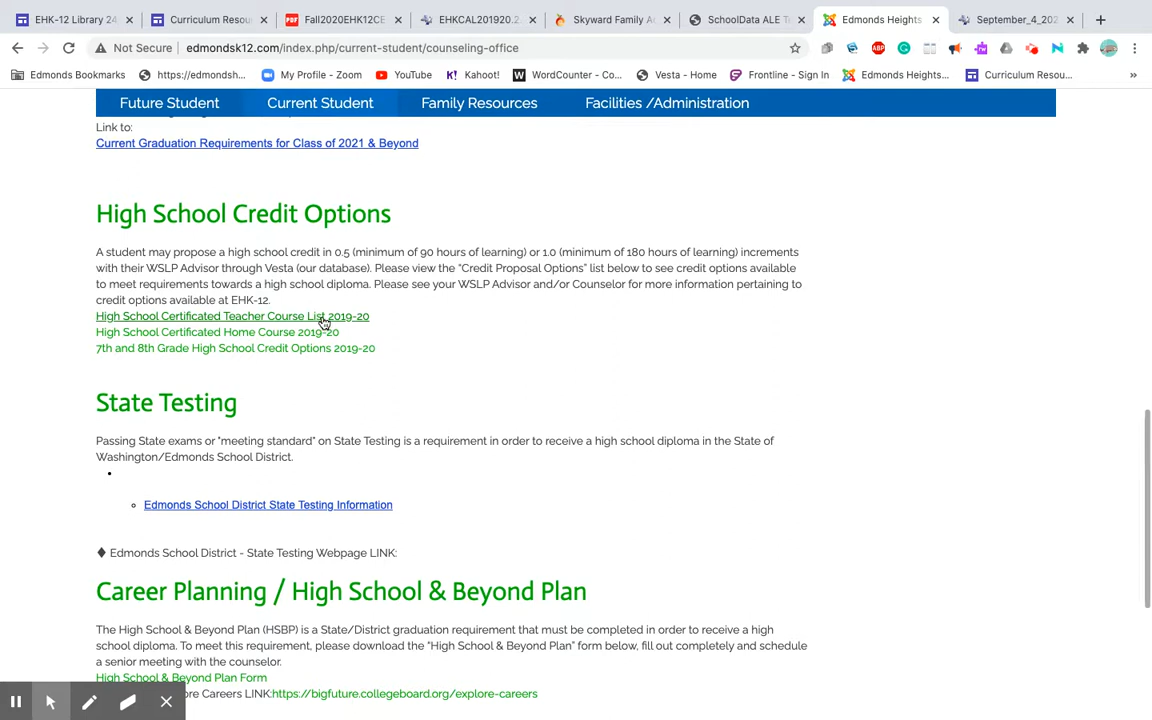 EHK-12 Library 24
Curriculum Resou
PDF Fall2020EHK12CE
EHKCAL201920.2.
Skyward Family Ac
SchoolData ALE Te
Edmonds Heights
September_4_202
Not Secure edmondsk12.com/index.php/current-student/counseling-office
ABP
Edmonds Bookmarks https://edmondsh... My Profile - Zoom YouTube K! Kahoot! W WordCounter - Co... Vesta - Home Frontline - Sign In Edmonds Heights... Curriculum Resou... »
Future Student Current Student Family Resources Facilities /Administration
Link to:
Current Graduation Requirements for Class of 2021 & Beyond
High School Credit Options
A student may propose a high school credit in 0.5 (minimum of 90 hours of learning) or 1.0 (minimum of 180 hours of learning) increments
with their WSLP Advisor through Vesta (our database). Please view the “Credit Proposal Options” list below to see credit options available
to meet requirements towards a high school diploma. Please see your WSLP Advisor and/or Counselor for more information pertaining to
credit options available at EHK-12.
High School Certificated Teacher Course List 2019-20
High School Certificated Home Course 2019-20
7th and 8th Grade High School Credit Options 2019-20
State Testing
Passing State exams or "meeting standard" on State Testing is a requirement in order to receive a high school diploma in the State of
Washington/Edmonds School District.
Edmonds School District State Testing Information
♦ Edmonds School District - State Testing Webpage LINK:
Career Planning / High School & Beyond Plan
The High School & Beyond Plan (HSBP) is a State/District graduation requirement that must be completed in order to receive a high
school diploma. To meet this requirement, please download the “High School & Beyond Plan” form below, fill out completely and schedule
a senior meeting with the counselor.
High School & Beyond Plan Form
ore Careers LINK:https://bigfuture.collegeboard.org/explore-careers